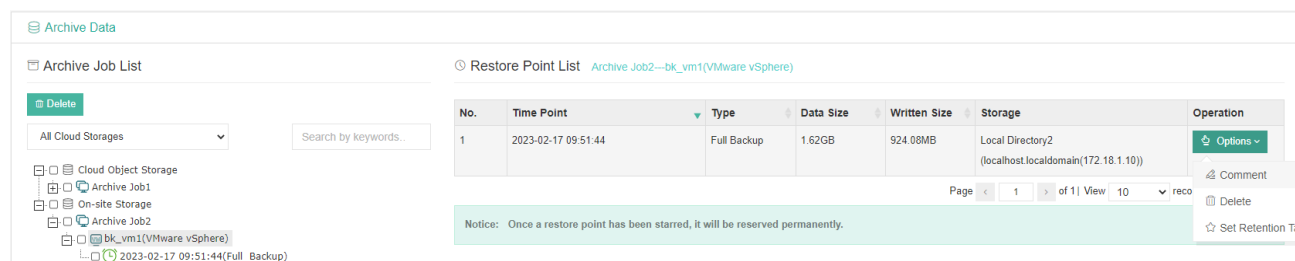 Archive Data
Archive Job List
Delete
All Cloud Storages
Search by keywords..
Cloud Object Storage
Archive Job1
On-site Storage
Archive Job2
bk_vm1(VMware vSphere)
2023-02-17 09:51:44(Full Backup)
Restore Point List Archive Job2---bk_vm1(VMware vSphere)
No. Time Point Type Data Size Written Size Storage Operation
1 2023-02-17 09:51:44 Full Backup 1.62GB 924.08MB Local Directory2 Options
(localhost.localdomain(172.18.1.10))
Page < 1 > of 1 | View 10 reco
Notice: Once a restore point has been starred, it will be reserved permanently.
Comment
Delete
Set Retention Ta